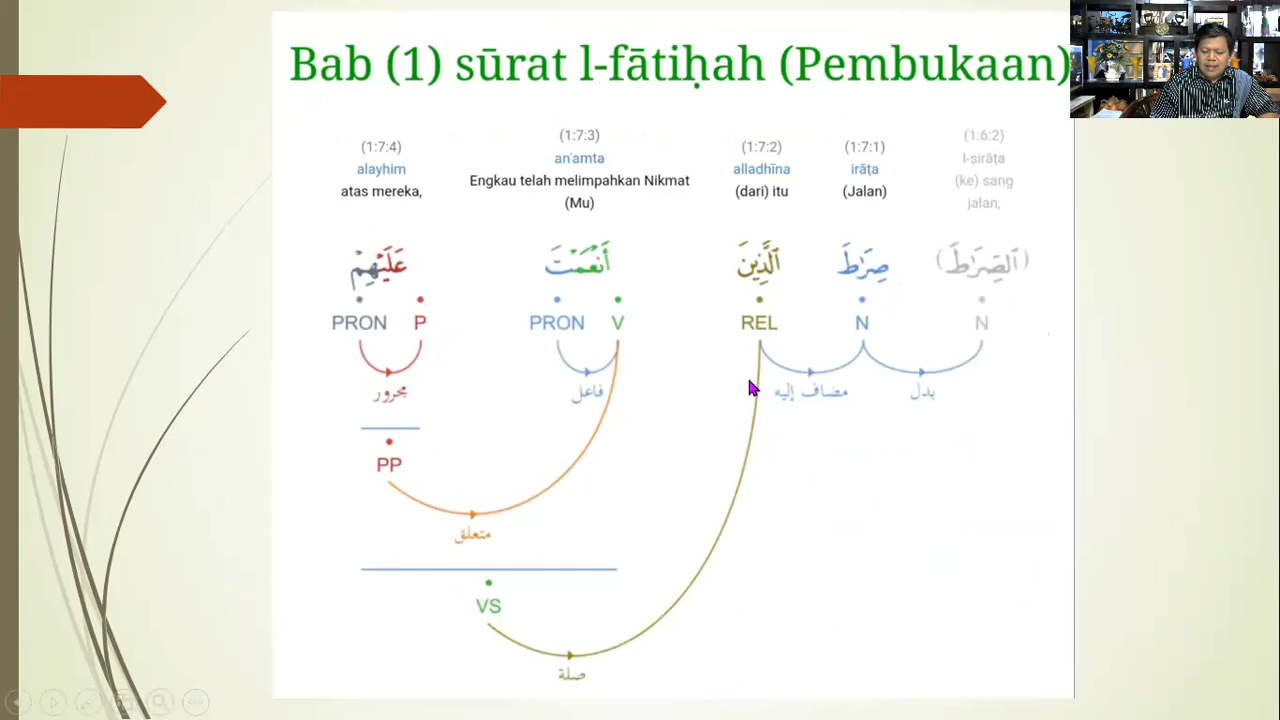 Bab (1) sūrat l-fātiḥah (Pembukaan)
(1:7:4)
alayhim
atas mereka,
(1:7:3)
an'amta
Engkau telah melimpahkan Nikmat
(Mu)
(1:7:2)
alladhīna
(dari) itu
(1:7:1)
irāṭa
(Jalan)
(1:6:2)
l-ṣirāṭa
(ke) sang
jalan,
(ٱلصِّرَٰطَ) صِرَٰطَ ٱلَّذِينَ أَنْعَمْتَ عَلَيْهِمْ
PRON P PRON V REL N N
مجرور
فاعل
مضاف إليه
بدل
PP
متعلق
VS
صلة